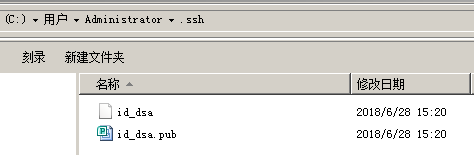 (C:) ▾ 用户 ▾ Administrator ▾ .ssh
刻录 新建文件夹
名称 修改日期
id_dsa 2018/6/28 15:20
id_dsa.pub 2018/6/28 15:20